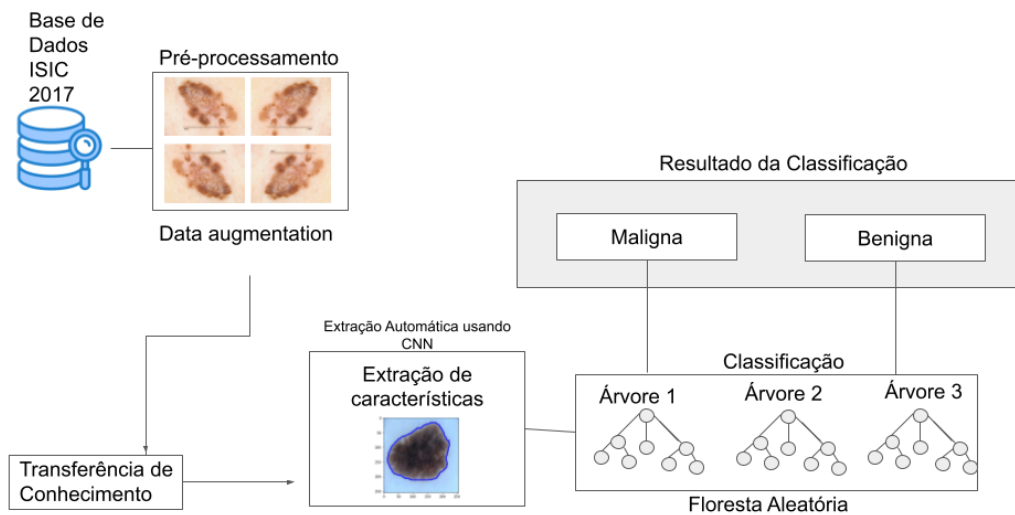 Base de
Dados
ISIC
2017
Pré-processamento
Data augmentation
Transferência de
Conhecimento
Extração Automática usando
CNN
Extração de
características
Resultado da Classificação
Maligna
Benigna
Classificação
Árvore 1
Árvore 2
Árvore 3
Floresta Aleatória